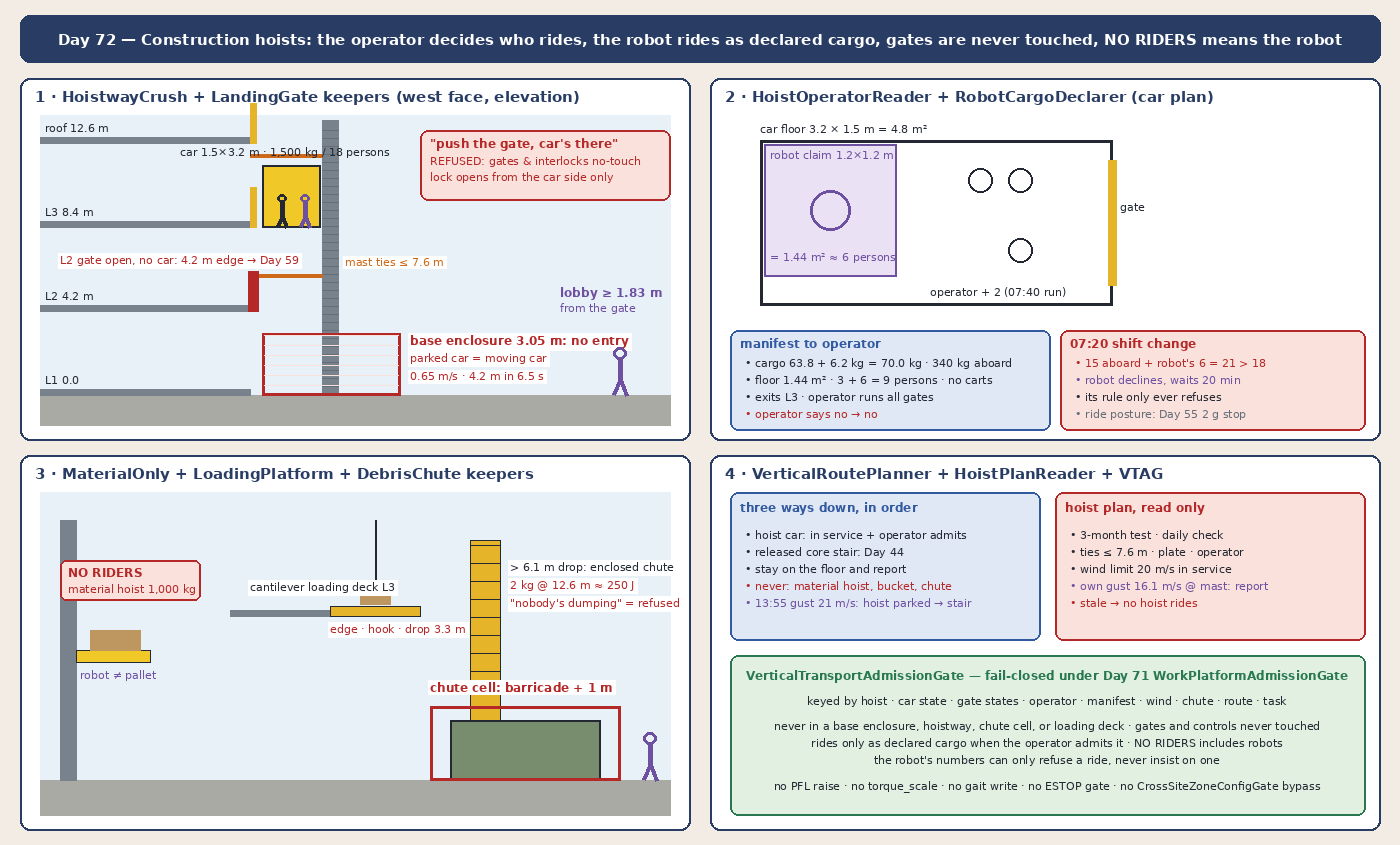 Day 72 — Construction hoists: the operator decides who rides, the robot rides as declared cargo, gates are never touched, NO RIDERS means the robot
1 · HoistwayCrush + LandingGate keepers (west face, elevation)
roof 12.6 m
car 1.5×3.2 m · 1,500 kg / 18 persons
"push the gate, car's there"
REFUSED: gates & interlocks no-touch
lock opens from the car side only
L3 8.4 m
L2 gate open, no car: 4.2 m edge → Day 59
mast ties ≤ 7.6 m
L2 4.2 m
lobby ≥ 1.83 m
from the gate
base enclosure 3.05 m: no entry
parked car = moving car
0.65 m/s · 4.2 m in 6.5 s
L1 0.0
2 · HoistOperatorReader + RobotCargoDeclarer (car plan)
car floor 3.2 × 1.5 m = 4.8 m²
robot claim 1.2×1.2 m
gate
= 1.44 m² ≈ 6 persons
operator + 2 (07:40 run)
manifest to operator
• cargo 63.8 + 6.2 kg = 70.0 kg · 340 kg aboard
• floor 1.44 m² · 3 + 6 = 9 persons · no carts
• exits L3 · operator runs all gates
• operator says no → no
07:20 shift change
• 15 aboard + robot's 6 = 21 > 18
• robot declines, waits 20 min
• its rule only ever refuses
• ride posture: Day 55 2 g stop
3 · MaterialOnly + LoadingPlatform + DebrisChute keepers
NO RIDERS
material hoist 1,000 kg
robot ≠ pallet
cantilever loading deck L3
edge · hook · drop 3.3 m
> 6.1 m drop: enclosed chute
2 kg @ 12.6 m ≈ 250 J
"nobody's dumping" = refused
chute cell: barricade + 1 m
4 · VerticalRoutePlanner + HoistPlanReader + VTAG
three ways down, in order
• hoist car: in service + operator admits
• released core stair: Day 44
• stay on the floor and report
• never: material hoist, bucket, chute
• 13:55 gust 21 m/s: hoist parked → stair
hoist plan, read only
• 3-month test · daily check
• ties ≤ 7.6 m · plate · operator
• wind limit 20 m/s in service
• own gust 16.1 m/s @ mast: report
• stale → no hoist rides
VerticalTransportAdmissionGate — fail-closed under Day 71 WorkPlatformAdmissionGate
keyed by hoist · car state · gate states · operator · manifest · wind · chute · route · task
never in a base enclosure, hoistway, chute cell, or loading deck · gates and controls never touched
rides only as declared cargo when the operator admits it · NO RIDERS includes robots
the robot's numbers can only refuse a ride, never insist on one
no PFL raise · no torque_scale · no gait write · no ESTOP gate · no CrossSiteZoneConfigGate bypass